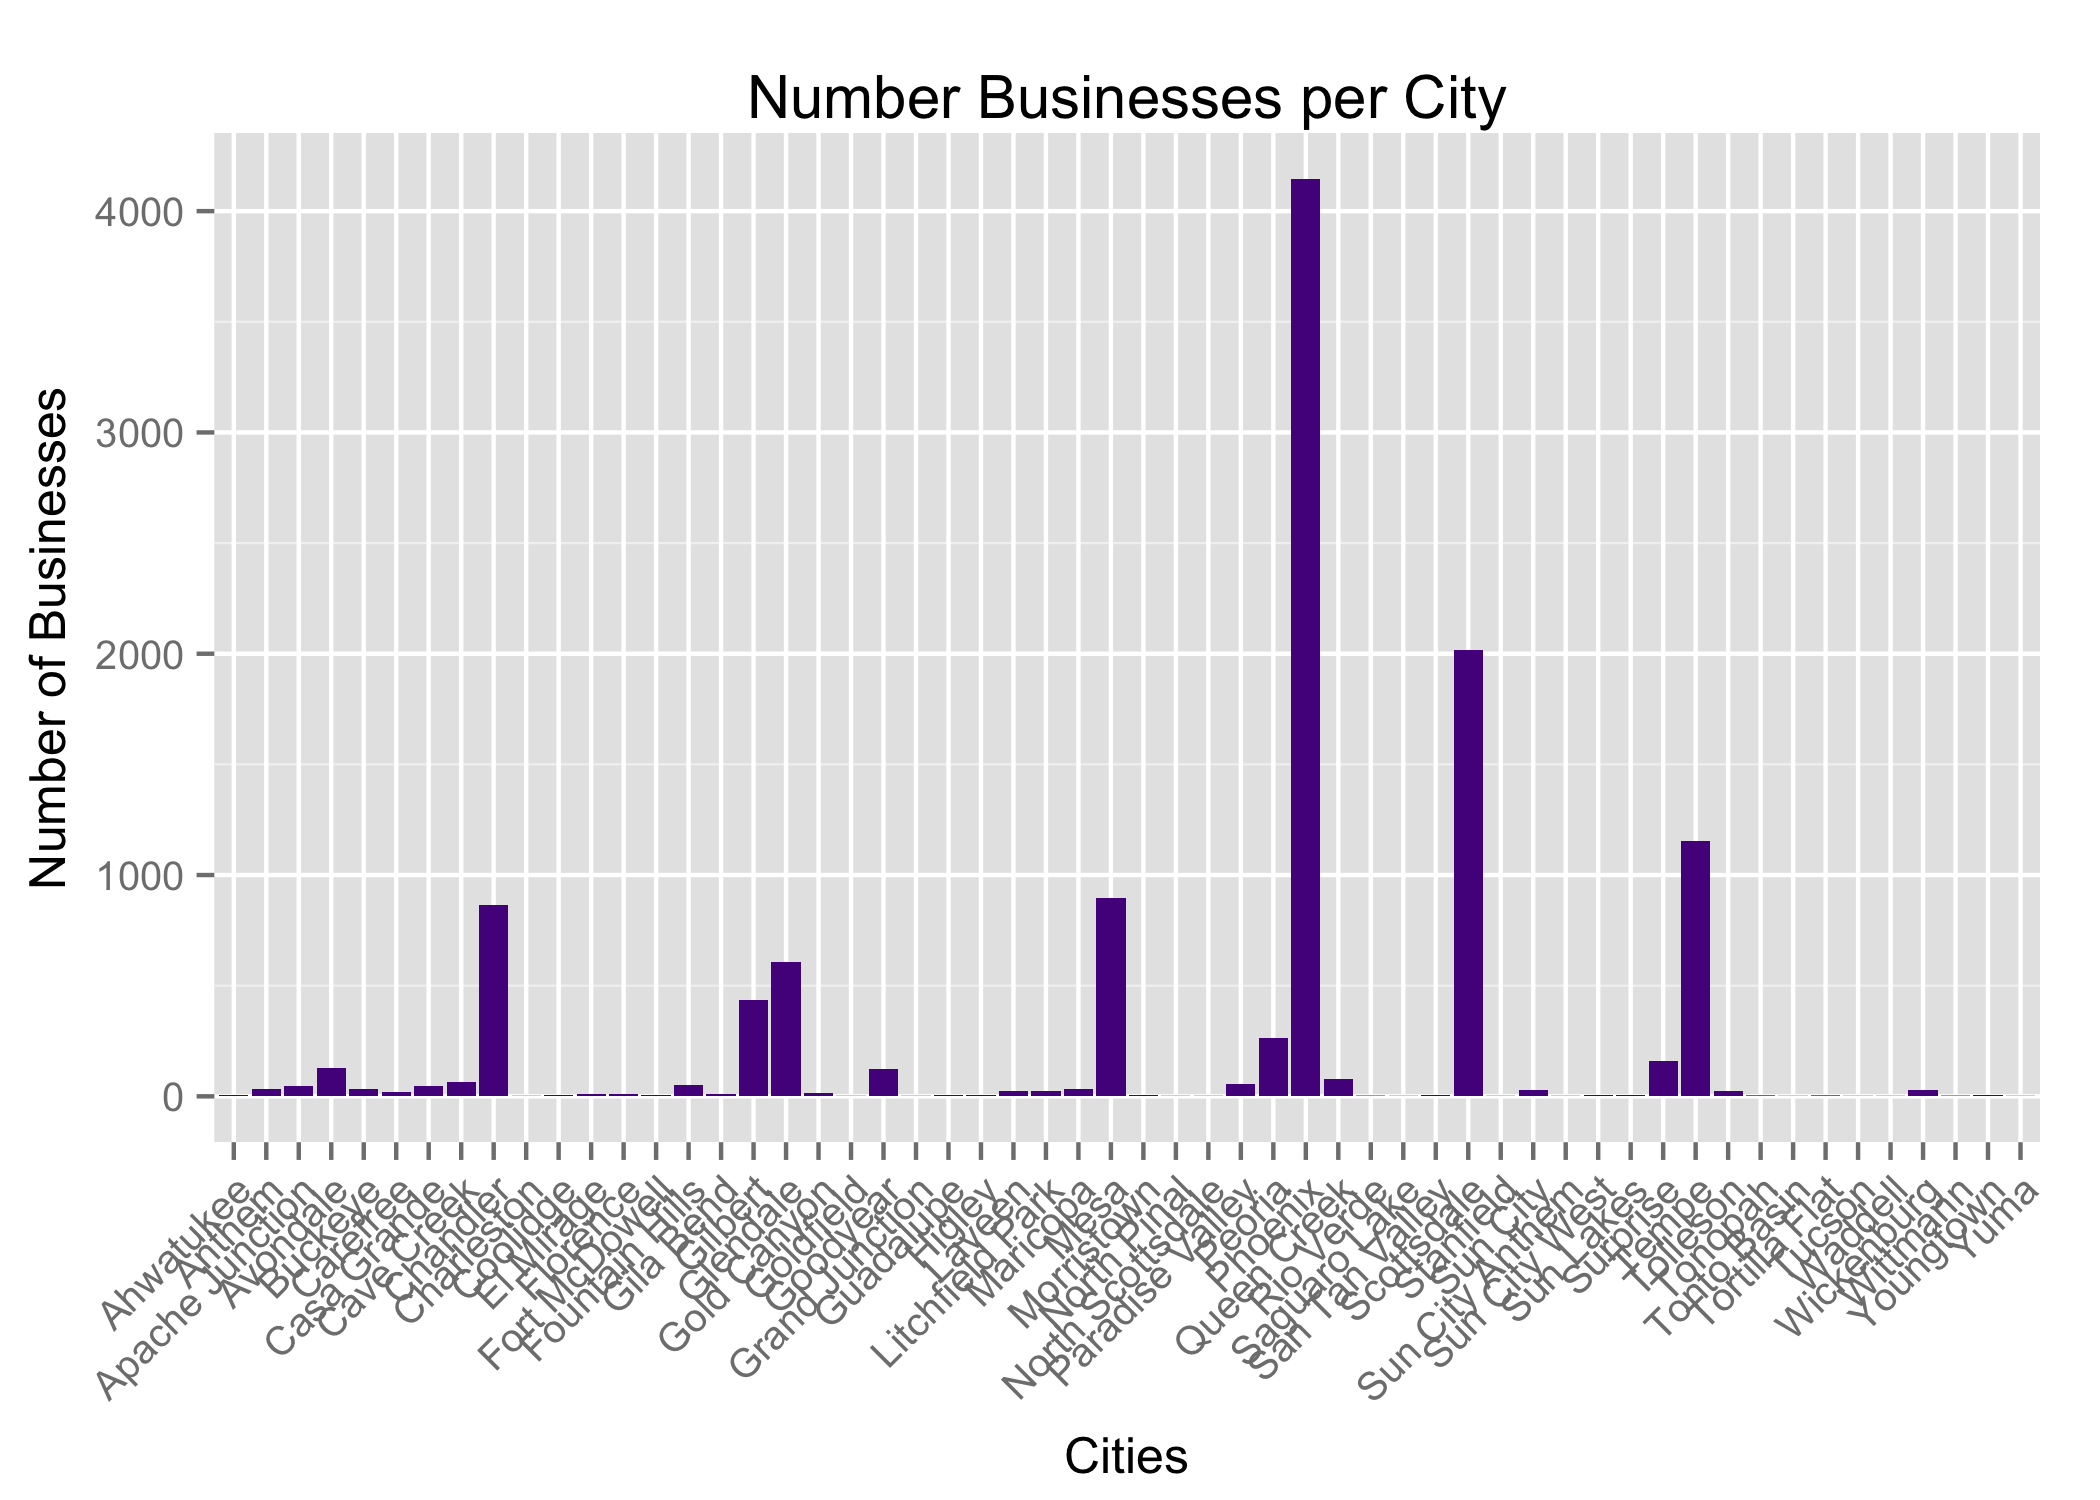 Number Businesses per City
Number of Businesses
4000
3000
2000
1000
0
Ahwatukee
Anthem
Apache Junction
Avondale
Buckeye
Carefree
Casa Grande
Cave Creek
Chandler
Charleston
Coolidge
El Mirage
Florence
Fort McDowell
Fountain Hills
Gila Bend
Gilbert
Glendale
Gold Canyon
Goldfield
Goodyear
Grand Junction
Guadalupe
Higley
Laveen
Litchfield Park
Maricopa
Mesa
Morristown
North Pinal
North Scottsdale
Paradise Valley
Peoria
Phoenix
Queen Creek
Rio Verde
Saguaro Lake
San Tan Valley
Scottsdale
Stanfield
Sun City
Sun City Anthem
Sun City West
Sun Lakes
Surprise
Tempe
Tolleson
Tonopah
Tonto Basin
Tortilla Flat
Tucson
Waddell
Wickenburg
Wittmann
Youngtown
Yuma
Cities